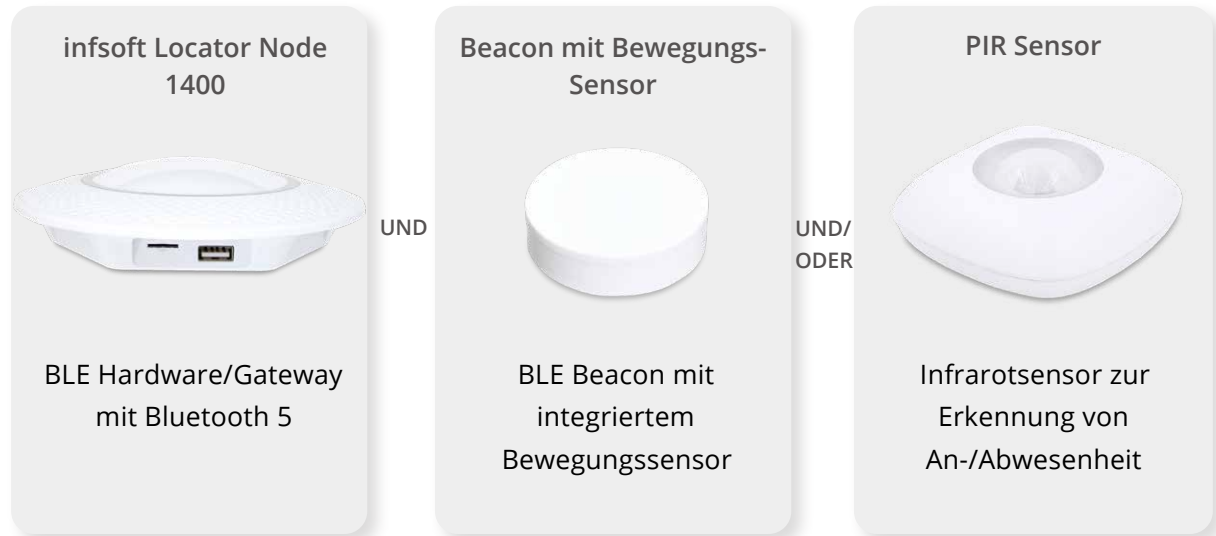 infsoft Locator Node
1400
BLE Hardware/Gateway
mit Bluetooth 5
UND
Beacon mit Bewegungs-
Sensor
BLE Beacon mit
integriertem
Bewegungssensor
UND/
ODER
PIR Sensor
Infrarotsensor zur
Erkennung von
An-/Abwesenheit